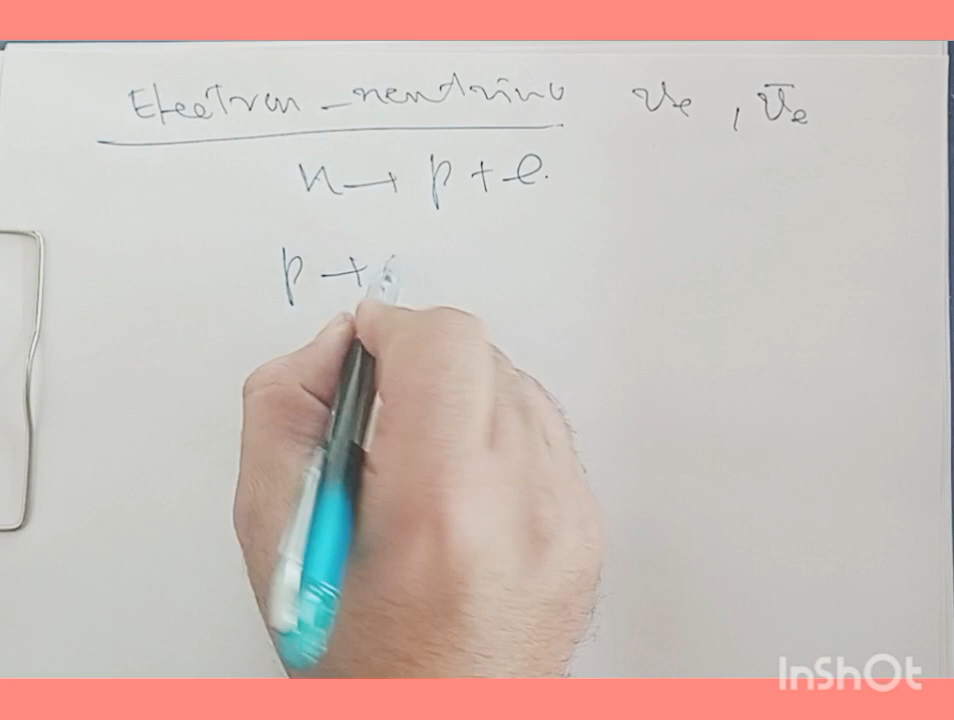 Electron-neutrino νe, ν̄e
n → p + e.
p →
InShOt